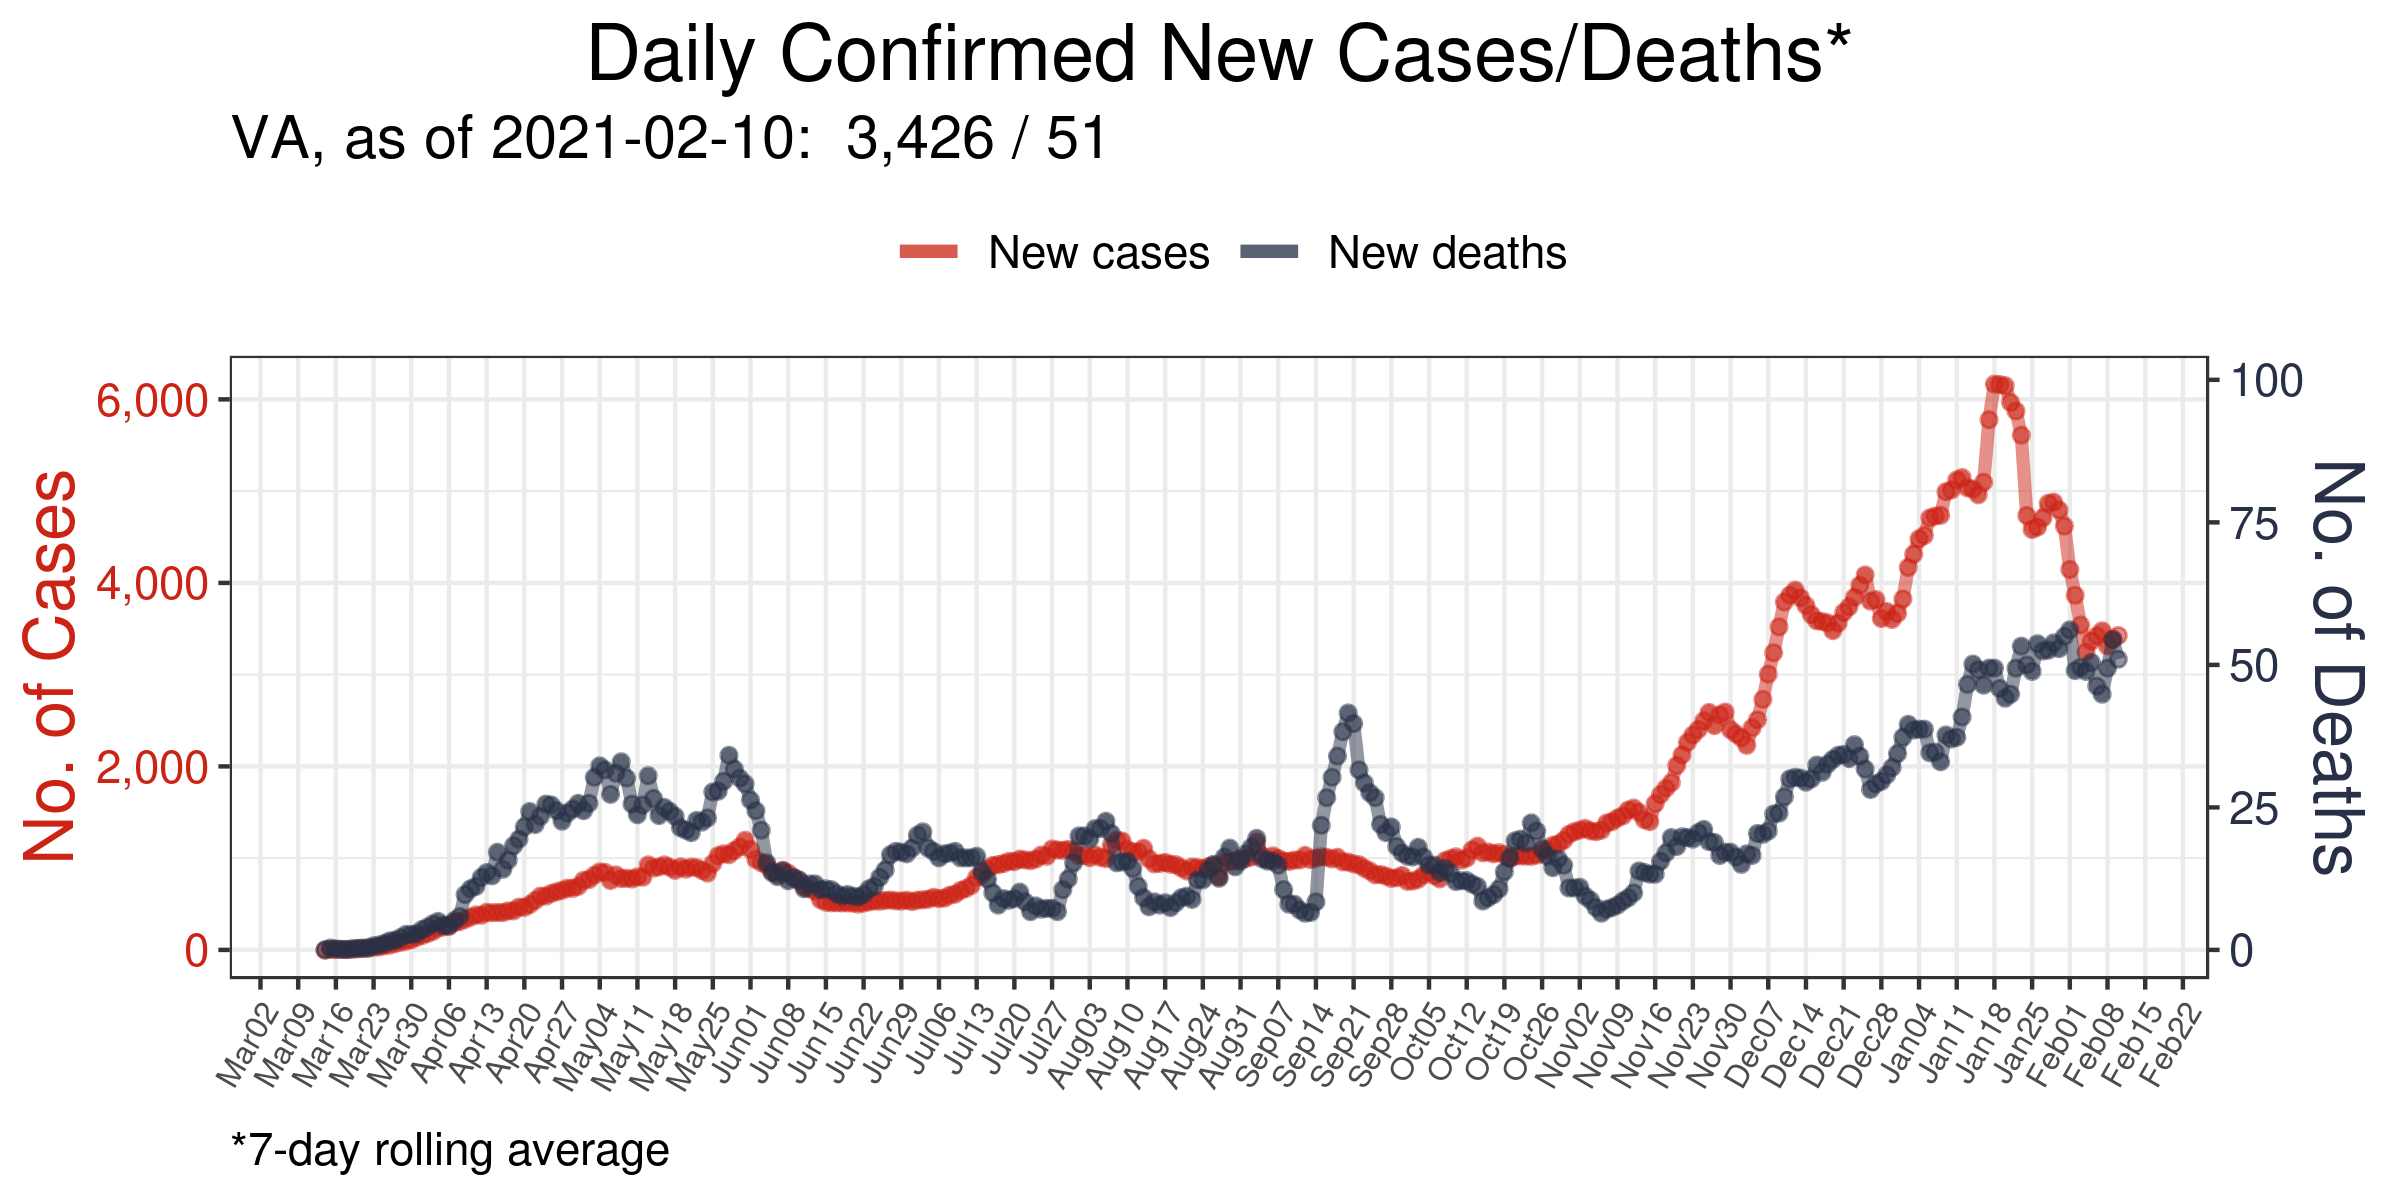 Daily Confirmed New Cases/Deaths*
VA, as of 2021-02-10:  3,426 / 51
New cases
New deaths
No. of Cases
6,000
4,000
2,000
0
100
75
50
25
0
No. of Deaths
Mar02
Mar09
Mar16
Mar23
Mar30
Apr06
Apr13
Apr20
Apr27
May04
May11
May18
May25
Jun01
Jun08
Jun15
Jun22
Jun29
Jul06
Jul13
Jul20
Jul27
Aug03
Aug10
Aug17
Aug24
Aug31
Sep07
Sep14
Sep21
Sep28
Oct05
Oct12
Oct19
Oct26
Nov02
Nov09
Nov16
Nov23
Nov30
Dec07
Dec14
Dec21
Dec28
Jan04
Jan11
Jan18
Jan25
Feb01
Feb08
Feb15
Feb22
*7-day rolling average